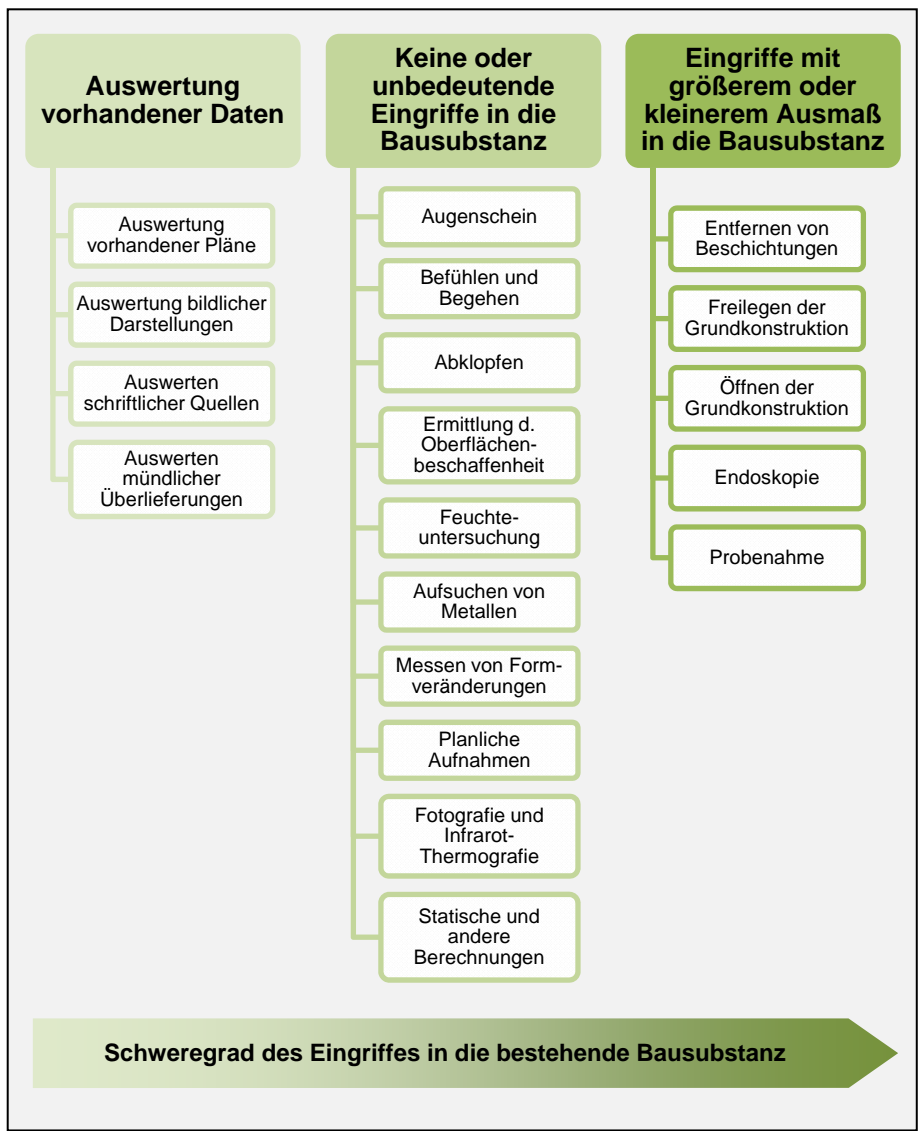 Auswertung
vorhandener Daten
Auswertung
vorhandener Pläne
Auswertung bildlicher
Darstellungen
Auswerten
schriftlicher Quellen
Auswerten
mündlicher
Überlieferungen
Keine oder
unbedeutende
Eingriffe in die
Bausubstanz
Augenschein
Befühlen und
Begehen
Abklopfen
Ermittlung d.
Oberflächen-
beschaffenheit
Feuchte-
untersuchung
Aufsuchen von
Metallen
Messen von Form-
veränderungen
Planliche
Aufnahmen
Fotografie und
Infrarot-
Thermografie
Statische und
andere
Berechnungen
Eingriffe mit
größerem oder
kleinerem Ausmaß
in die Bausubstanz
Entfernen von
Beschichtungen
Freilegen der
Grundkonstruktion
Öffnen der
Grundkonstruktion
Endoskopie
Probenahme
Schweregrad des Eingriffes in die bestehende Bausubstanz